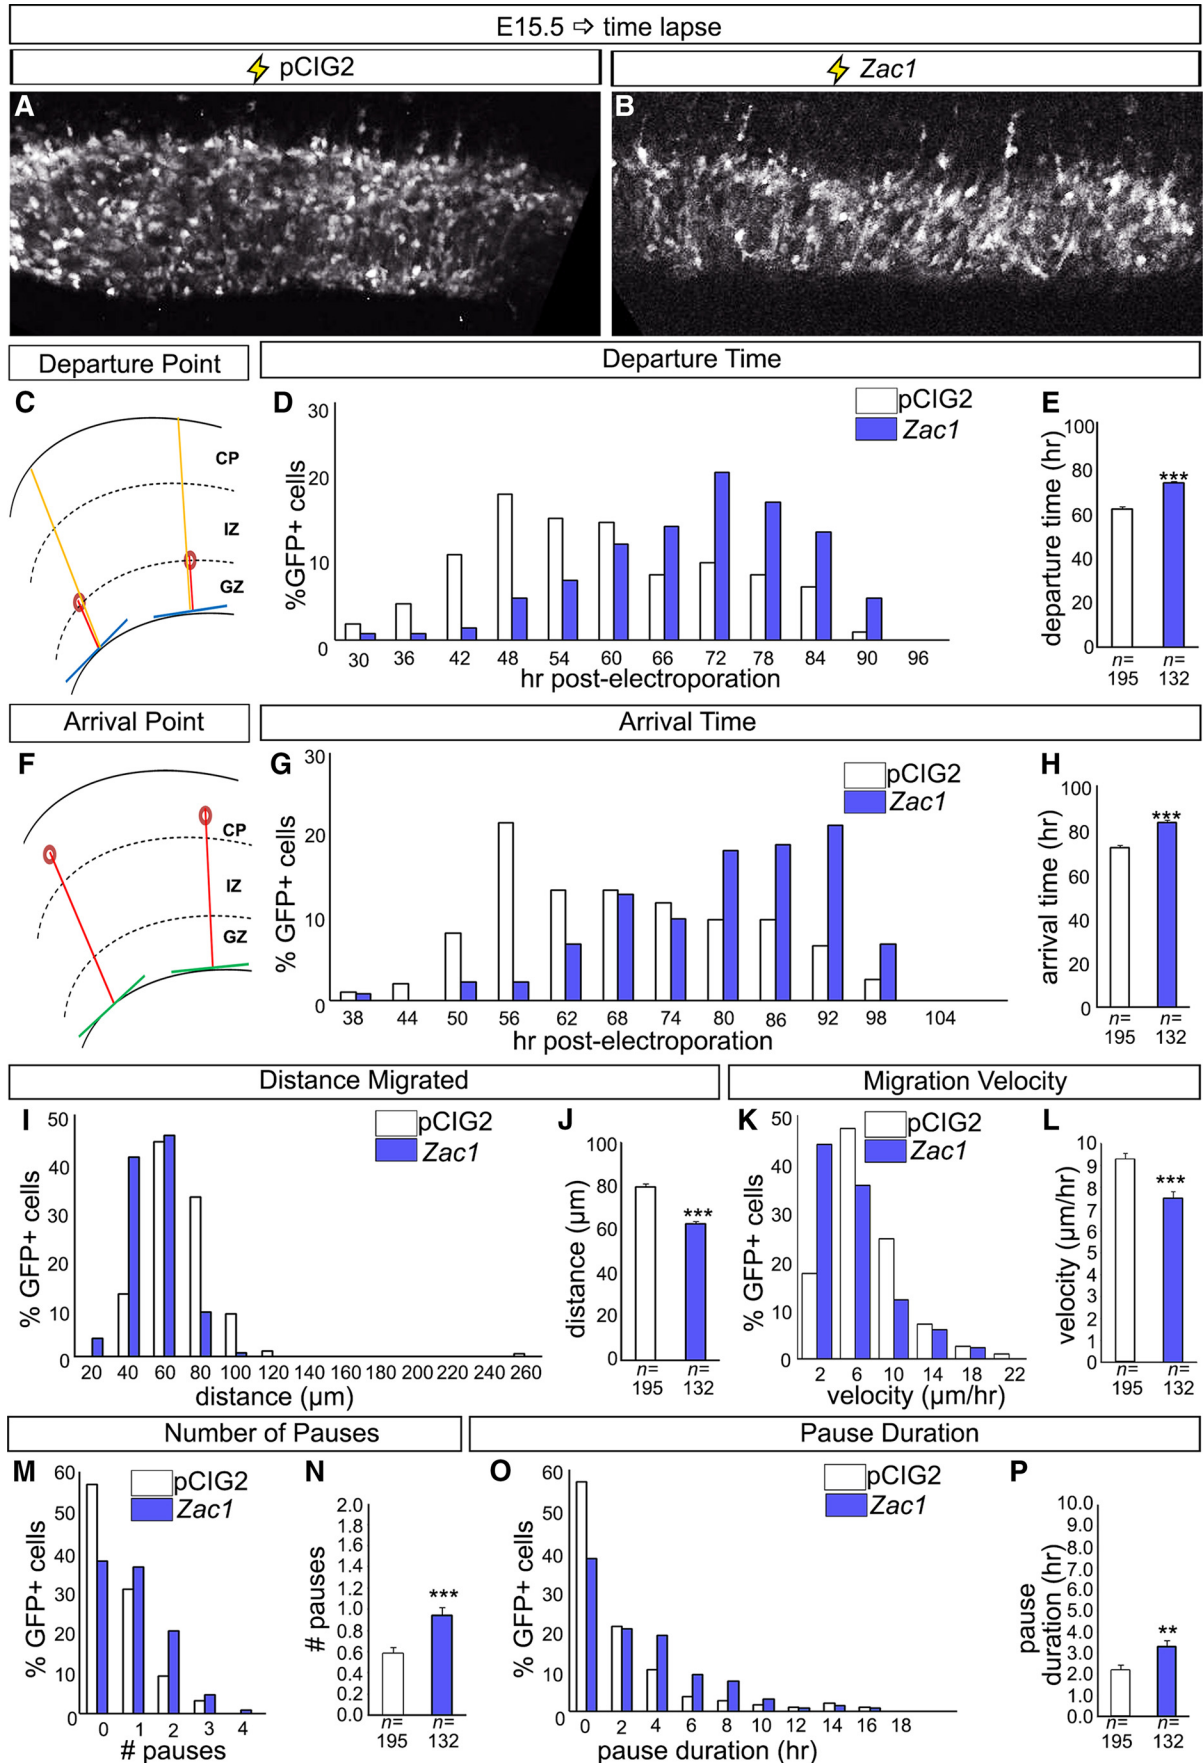 E15.5 ⇨ time lapse
pCIG2
Zac1
A
B
Departure Point
Departure Time
C
CP
IZ
GZ
D
pCIG2
Zac1
30
20
10
0
%GFP+ cells
30 36 42 48 54 60 66 72 78 84 90 96
hr post-electroporation
E
departure time (hr)
100
80
60
40
20
0
***
n= n=
195 132
Arrival Point
Arrival Time
F
CP
IZ
GZ
G
pCIG2
Zac1
30
20
10
0
% GFP+ cells
38 44 50 56 62 68 74 80 86 92 98 104
hr post-electroporation
H
arrival time (hr)
100
80
60
40
20
0
***
n= n=
195 132
Distance Migrated
Migration Velocity
I
pCIG2
Zac1
50
40
30
20
10
0
% GFP+ cells
20 40 60 80 100 120 140 160 180 200 220 240 260
distance (µm)
J
distance (µm)
100
80
60
40
20
0
***
n= n=
195 132
K
pCIG2
Zac1
50
40
30
20
10
0
% GFP+ cells
2 6 10 14 18 22
velocity (µm/hr)
L
velocity (µm/hr)
10
9
8
7
6
5
4
3
2
1
0
***
n= n=
195 132
Number of Pauses
Pause Duration
M
pCIG2
Zac1
60
50
40
30
20
10
0
% GFP+ cells
0 1 2 3 4
# pauses
N
# pauses
2.0
1.8
1.6
1.4
1.2
1.0
0.8
0.6
0.4
0.2
0.0
***
n= n=
195 132
O
pCIG2
Zac1
60
50
40
30
20
10
0
% GFP+ cells
0 2 4 6 8 10 12 14 16 18
pause duration (hr)
P
pause
duration (hr)
10.0
9.0
8.0
7.0
6.0
5.0
4.0
3.0
2.0
1.0
0.0
**
n= n=
195 132